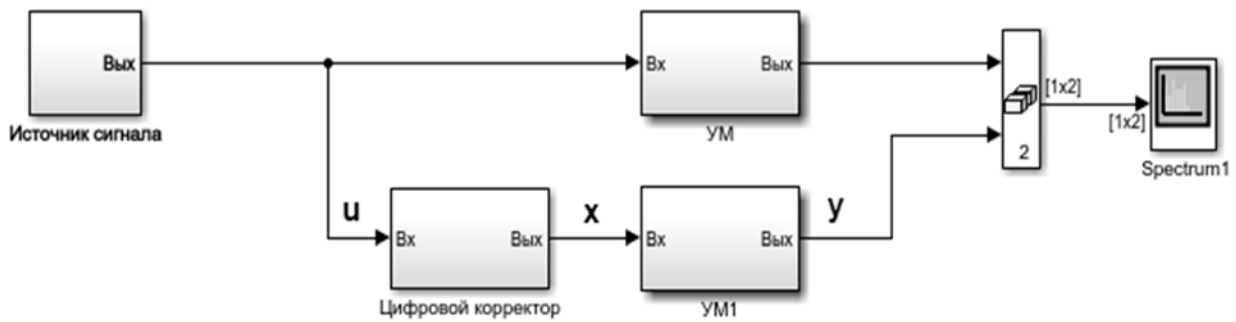 Вых
Источник сигнала
Вх Вых
УМ
[1x2]
[1x2]
2
Spectrum1
u
Вх Вых
Цифровой корректор
x
Вх Вых
УМ1
y